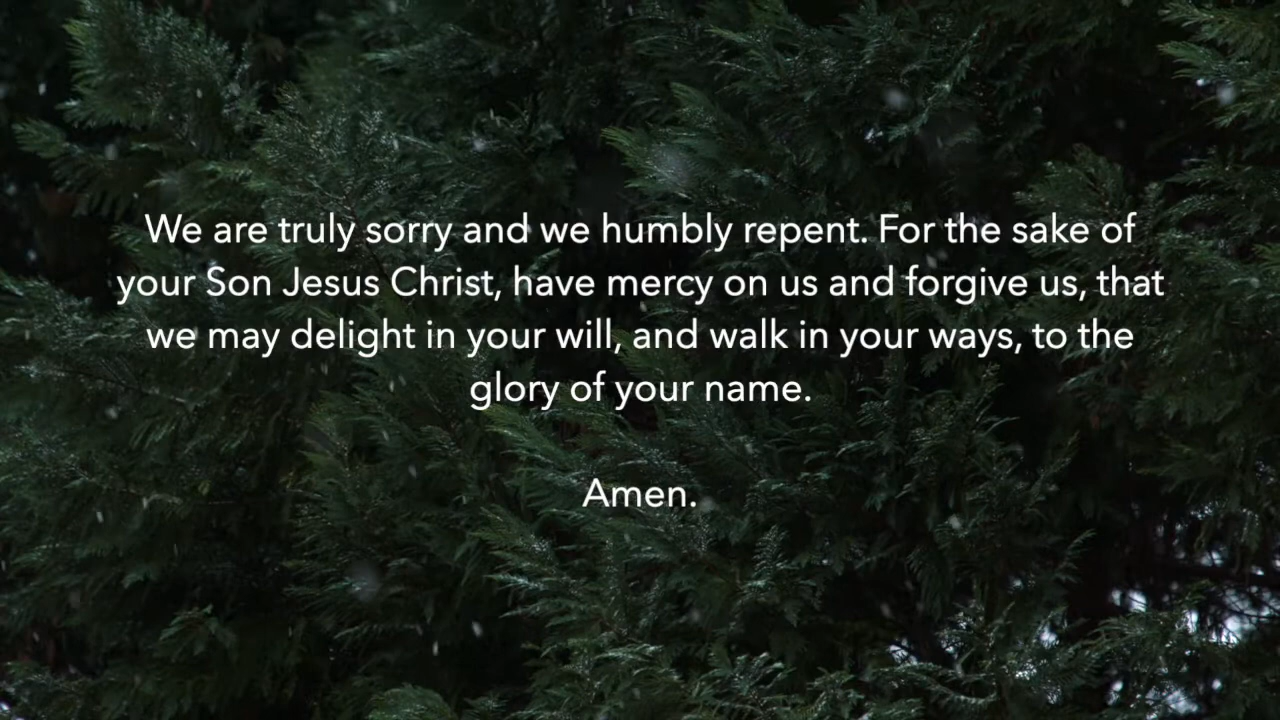 We are truly sorry and we humbly repent. For the sake of
your Son Jesus Christ, have mercy on us and forgive us, that
we may delight in your will, and walk in your ways, to the
glory of your name.
Amen.